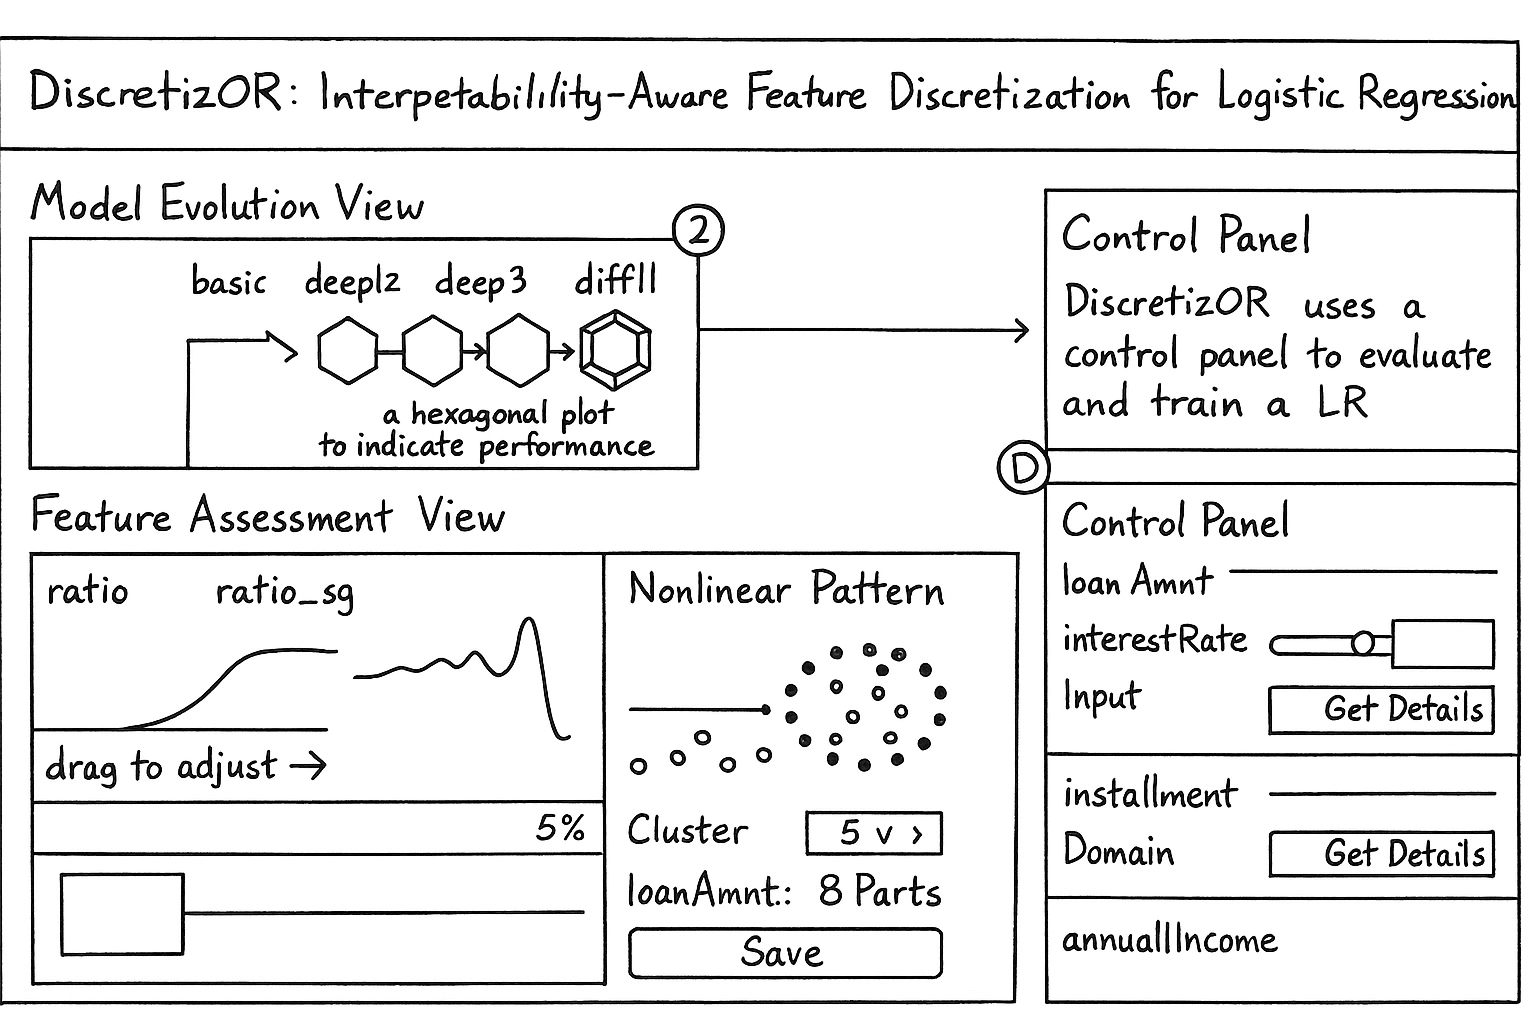 DiscretizOR: Interpetabililility-Aware Feature Discretization for Logistic Regression
Model Evolution View
2
basic deepl2 deep3 diffll
a hexagonal plot
to indicate performance
Control Panel
DiscretizOR uses a
control panel to evaluate
and train a LR
D
Feature Assessment View
ratio ratio_sg
drag to adjust →
5%
Nonlinear Pattern
Cluster 5 v >
loanAmnt.: 8 Parts
Save
Control Panel
loan Amnt
interestRate
Input Get Details
installment
Domain Get Details
annuallIncome